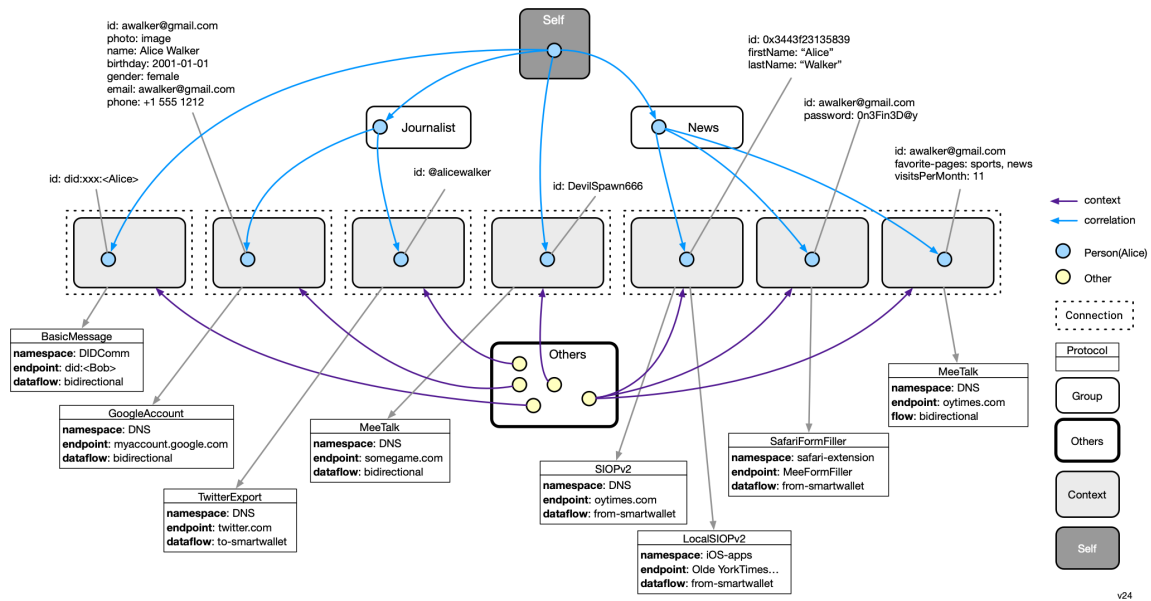 Self
id: awalker@gmail.com
photo: image
name: Alice Walker
birthday: 2001-01-01
gender: female
email: awalker@gmail.com
phone: +1 555 1212
id: 0x3443f23135839
firstName: “Alice”
lastName: “Walker”
id: awalker@gmail.com
password: 0n3Fin3D@y
Journalist
News
id: awalker@gmail.com
favorite-pages: sports, news
visitsPerMonth: 11
id: did:xxx:<Alice>
id: @alicewalker
id: DevilSpawn666
context
correlation
Person(Alice)
Other
Connection
Protocol
Group
Others
Context
Self
BasicMessage
namespace: DIDComm
endpoint: did:<Bob>
dataflow: bidirectional
GoogleAccount
namespace: DNS
endpoint: myaccount.google.com
dataflow: bidirectional
TwitterExport
namespace: DNS
endpoint: twitter.com
dataflow: to-smartwallet
MeeTalk
namespace: DNS
endpoint: somegame.com
dataflow: bidirectional
Others
SIOPv2
namespace: DNS
endpoint: oytimes.com
dataflow: from-smartwallet
LocalSIOPv2
namespace: iOS-apps
endpoint: Olde YorkTimes...
dataflow: from-smartwallet
SafariFormFiller
namespace: safari-extension
endpoint: MeeFormFiller
dataflow: from-smartwallet
MeeTalk
namespace: DNS
endpoint: oytimes.com
flow: bidirectional
v24